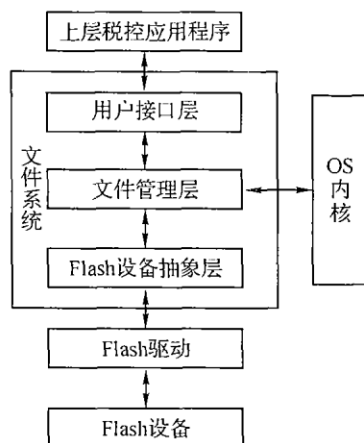 上层税控应用程序
用户接口层
文件系统
文件管理层
OS
内
核
Flash设备抽象层
Flash驱动
Flash设备